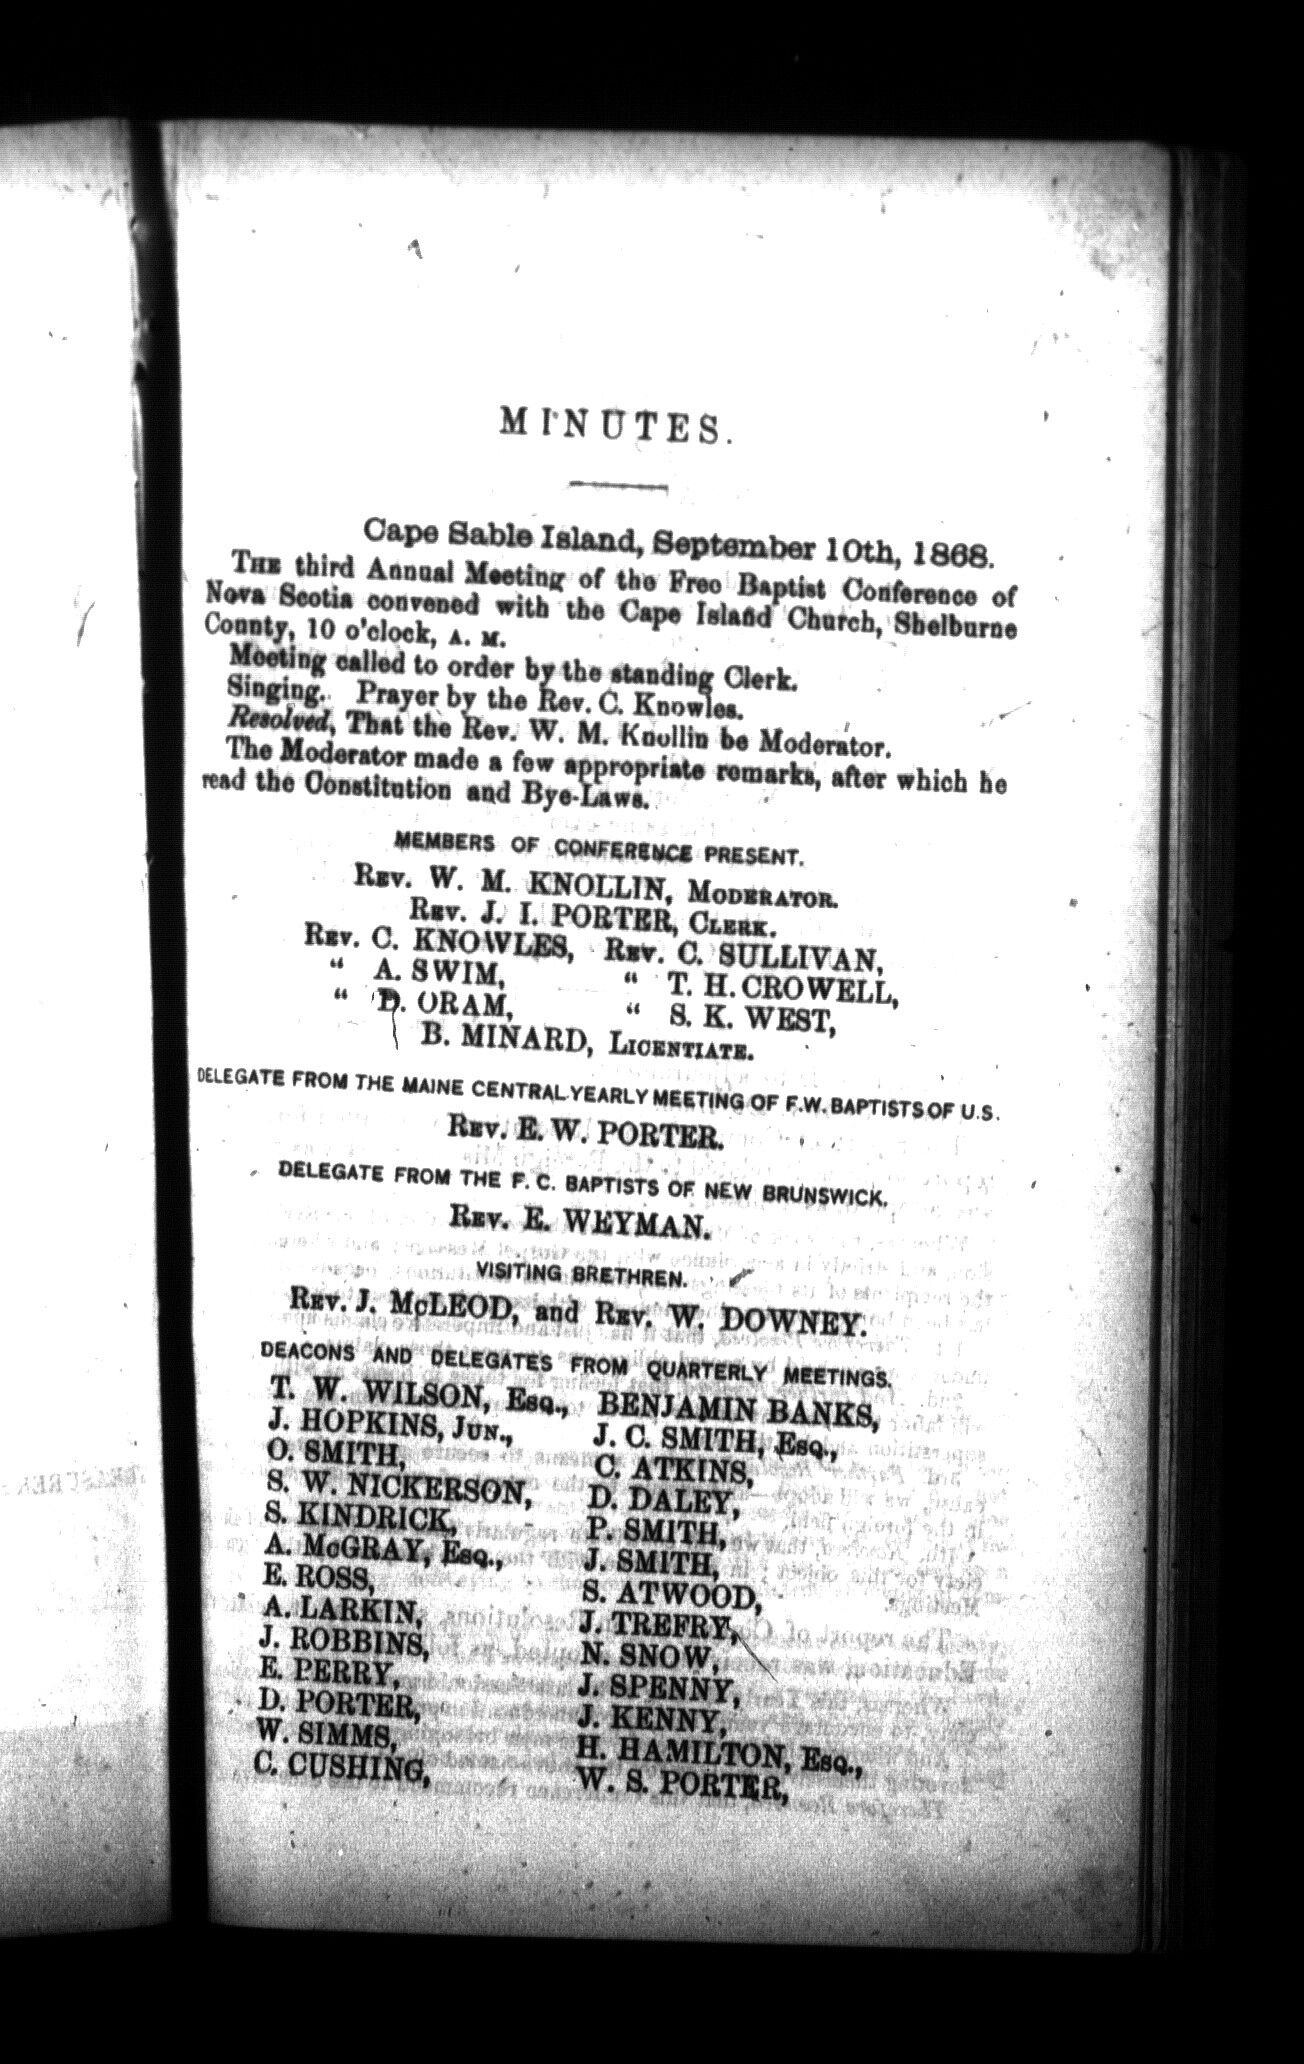 MINUTES.
Cape Sable Island, September 10th, 1868.
THE third Annual Meeting of the Free Baptist Conference of
Nova Scotia convened with the Cape Island Church, Shelburne
County, 10 o'clock, A. M.
Meeting called to order by the standing Clerk.
Singing. Prayer by the Rev. C. Knowles.
Resolved, That the Rev. W. M. Knollin be Moderator.
The Moderator made a few appropriate remarks, after which he
read the Constitution and Bye-Laws.
MEMBERS OF CONFERENCE PRESENT.
REV. W. M. KNOLLIN, MODERATOR.
REV. J. I. PORTER, CLERK.
REV. C. KNOWLES, REV. C. SULLIVAN,
" A. SWIM, " T. H. CROWELL,
" D. ORAM, " S. K. WEST,
B. MINARD, LICENTIATE.
DELEGATE FROM THE MAINE CENTRAL YEARLY MEETING OF F.W. BAPTISTS OF U.S.
REV. E. W. PORTER.
DELEGATE FROM THE F. C. BAPTISTS OF NEW BRUNSWICK.
REV. E. WEYMAN.
VISITING BRETHREN.
REV. J. McLEOD, and REV. W. DOWNEY.
DEACONS AND DELEGATES FROM QUARTERLY MEETINGS.
T. W. WILSON, ESQ., BENJAMIN BANKS,
J. HOPKINS, JUN., J. C. SMITH, ESQ.,
O. SMITH, C. ATKINS,
S. W. NICKERSON, D. DALEY,
S. KINDRICK, P. SMITH,
A. McGRAY, ESQ., J. SMITH,
E. ROSS, S. ATWOOD,
A. LARKIN, J. TREFRY,
J. ROBBINS, N. SNOW,
E. PERRY, J. SPENNY,
D. PORTER, J. KENNY,
W. SIMMS, H. HAMILTON, ESQ.,
C. CUSHING, W. S. PORTER,